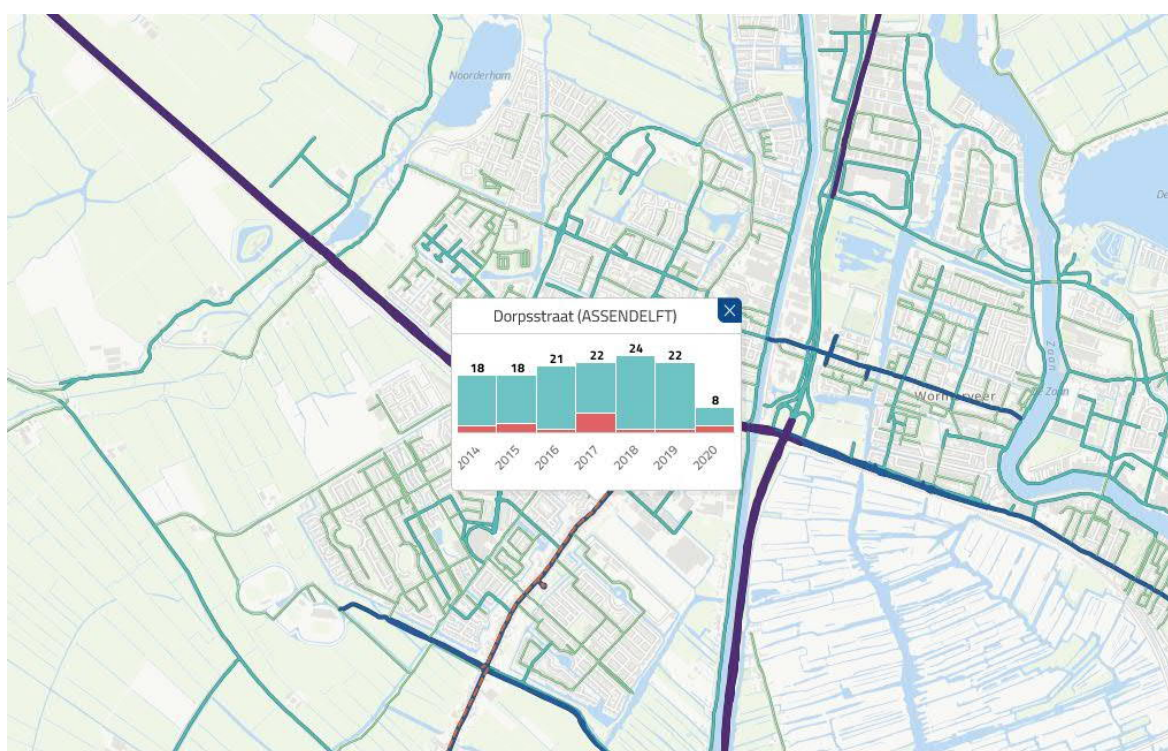 Noorderham
De
Dorpsstraat (ASSENDELFT)
18 18 21 22 24 22 8
2014 2015 2016 2017 2018 2019 2020
Zaan
Zaan